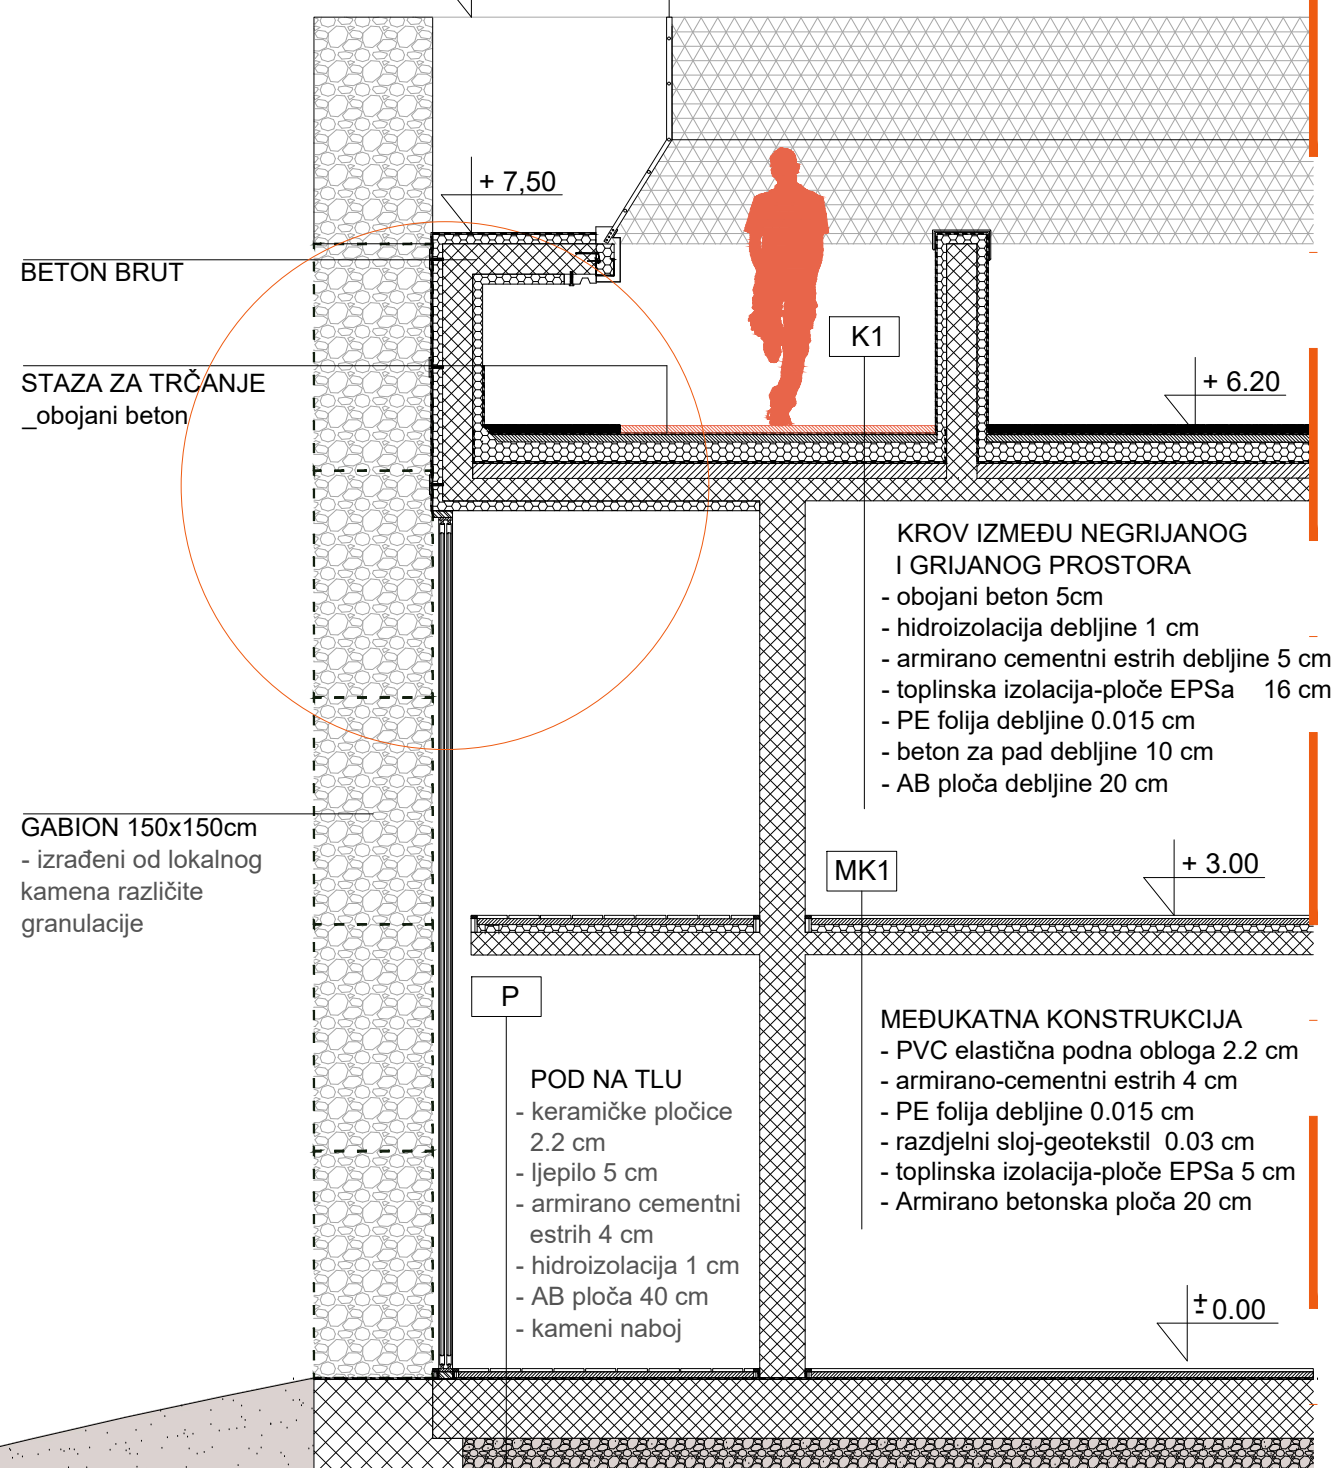 + 7,50
BETON BRUT
K1
STAZA ZA TRČANJE
_obojani beton
+ 6.20
KROV IZMEĐU NEGRIJANOG
I GRIJANOG PROSTORA
- obojani beton 5cm
- hidroizolacija debljine 1 cm
- armirano cementni estrih debljine 5 cm
- toplinska izolacija-ploče EPSa 16 cm
- PE folija debljine 0.015 cm
- beton za pad debljine 10 cm
- AB ploča debljine 20 cm
GABION 150x150cm
- izrađeni od lokalnog
kamena različite
granulacije
MK1
+ 3.00
P
POD NA TLU
- keramičke pločice
2.2 cm
- ljepilo 5 cm
- armirano cementni
estrih 4 cm
- hidroizolacija 1 cm
- AB ploča 40 cm
- kameni naboj
MEĐUKATNA KONSTRUKCIJA
- PVC elastična podna obloga 2.2 cm
- armirano-cementni estrih 4 cm
- PE folija debljine 0.015 cm
- razdjelni sloj-geotekstil 0.03 cm
- toplinska izolacija-ploče EPSa 5 cm
- Armirano betonska ploča 20 cm
± 0.00